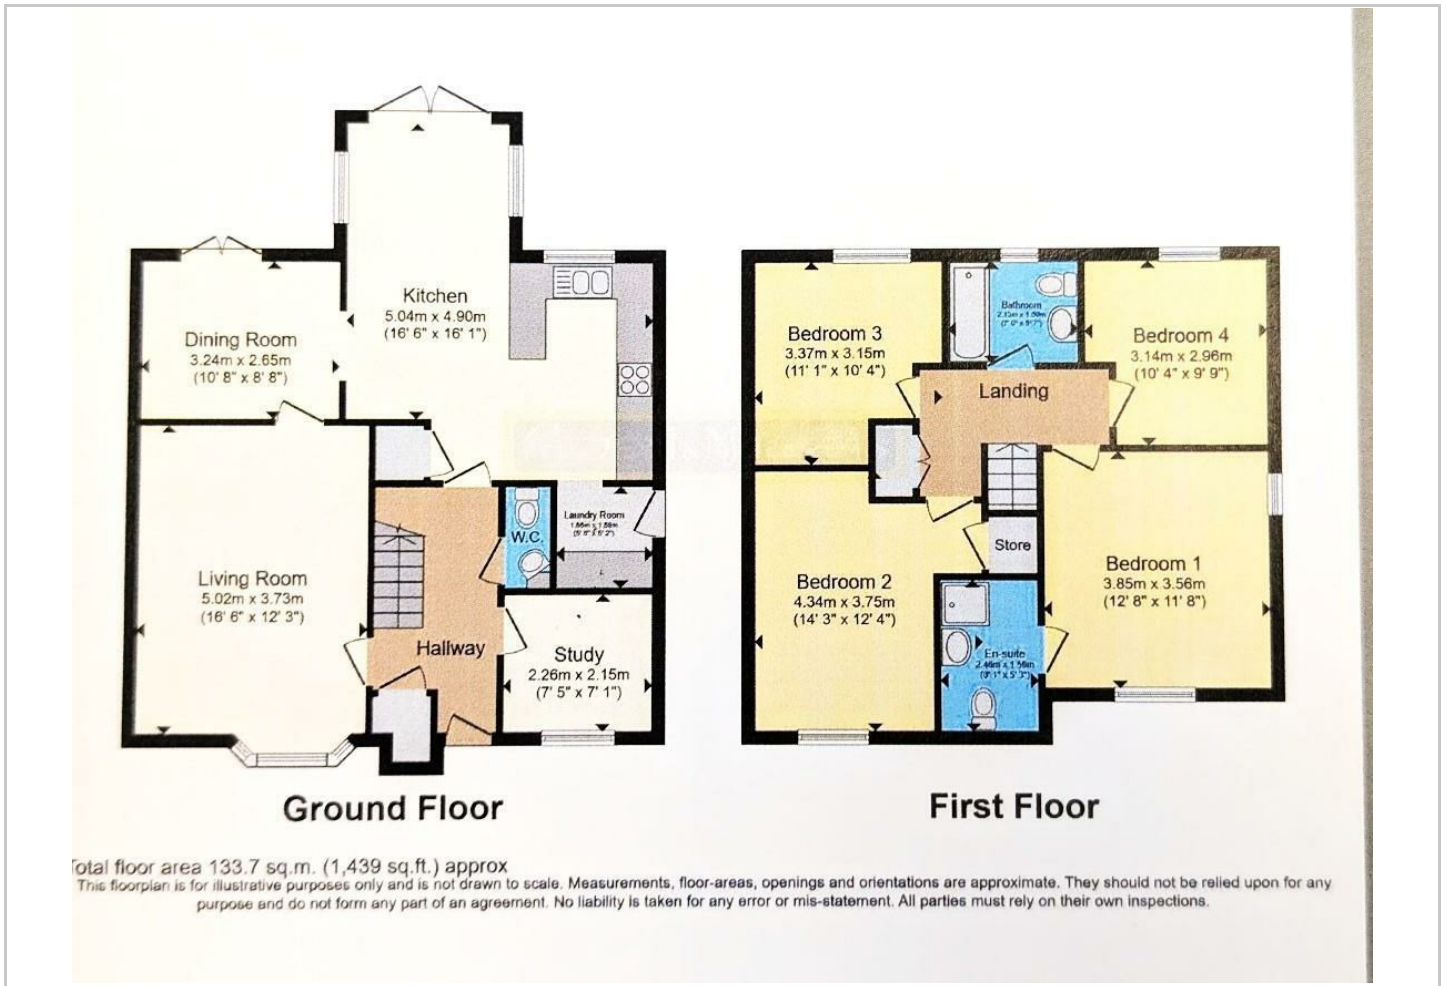 Kitchen
5.04m x 4.90m
(16' 6" x 16' 1")
Dining Room
3.24m x 2.65m
(10' 8" x 8' 8")
Living Room
5.02m x 3.73m
(16' 6" x 12' 3")
Hallway
W.C.
Laundry Room
Study
2.26m x 2.15m
(7' 5" x 7' 1")
Ground Floor
Bedroom 3
3.37m x 3.15m
(11' 1" x 10' 4")
Bathroom
Bedroom 4
3.14m x 2.96m
(10' 4" x 9' 9")
Landing
Store
Bedroom 2
4.34m x 3.75m
(14' 3" x 12' 4")
Bedroom 1
3.85m x 3.56m
(12' 8" x 11' 8")
En-suite
First Floor
otal floor area 133.7 sq.m. (1,439 sq.ft.) approx
This floorplan is for illustrative purposes only and is not drawn to scale. Measurements, floor-areas, openings and orientations are approximate. They should not be relied upon for any
purpose and do not form any part of an agreement. No liability is taken for any error or mis-statement. All parties must rely on their own inspections.